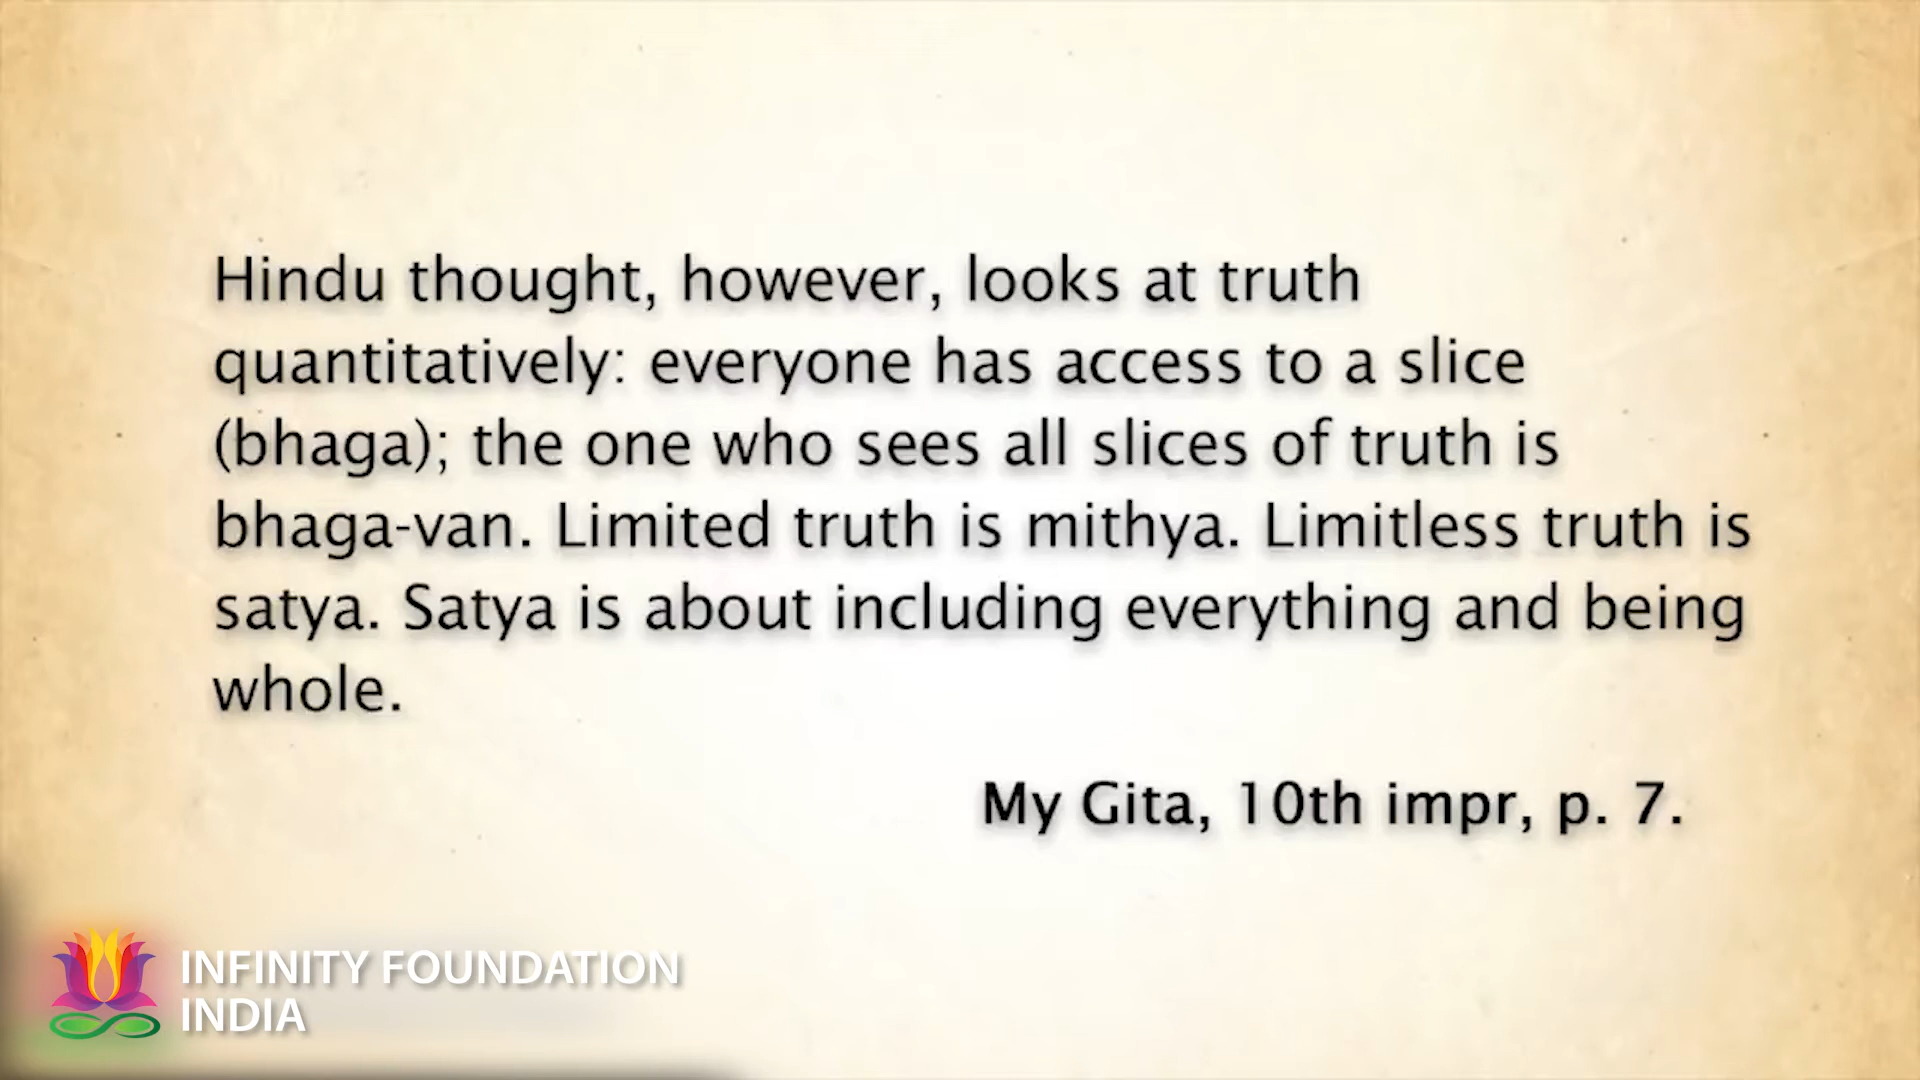 Hindu thought, however, looks at truth
quantitatively: everyone has access to a slice
(bhaga); the one who sees all slices of truth is
bhaga-van. Limited truth is mithya. Limitless truth is
satya. Satya is about including everything and being
whole.
My Gita, 10th impr, p. 7.
INFINITY FOUNDATION
INDIA